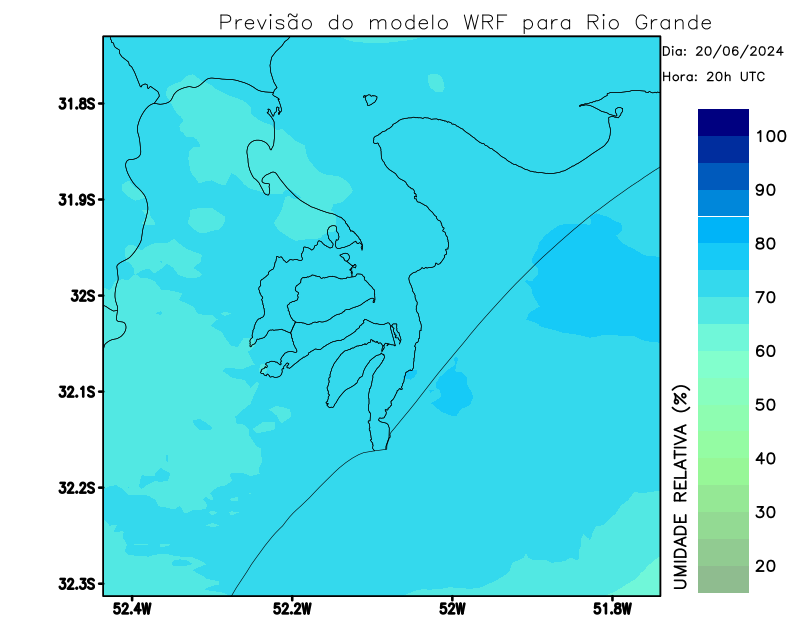 Previsão do modelo WRF para Rio Grande
Dia: 20/06/2024
Hora: 20h UTC
31.8S
31.9S
32S
32.1S
32.2S
32.3S
52.4W
52.2W
52W
51.8W
100
90
80
70
60
50
40
30
20
UMIDADE RELATIVA (%)